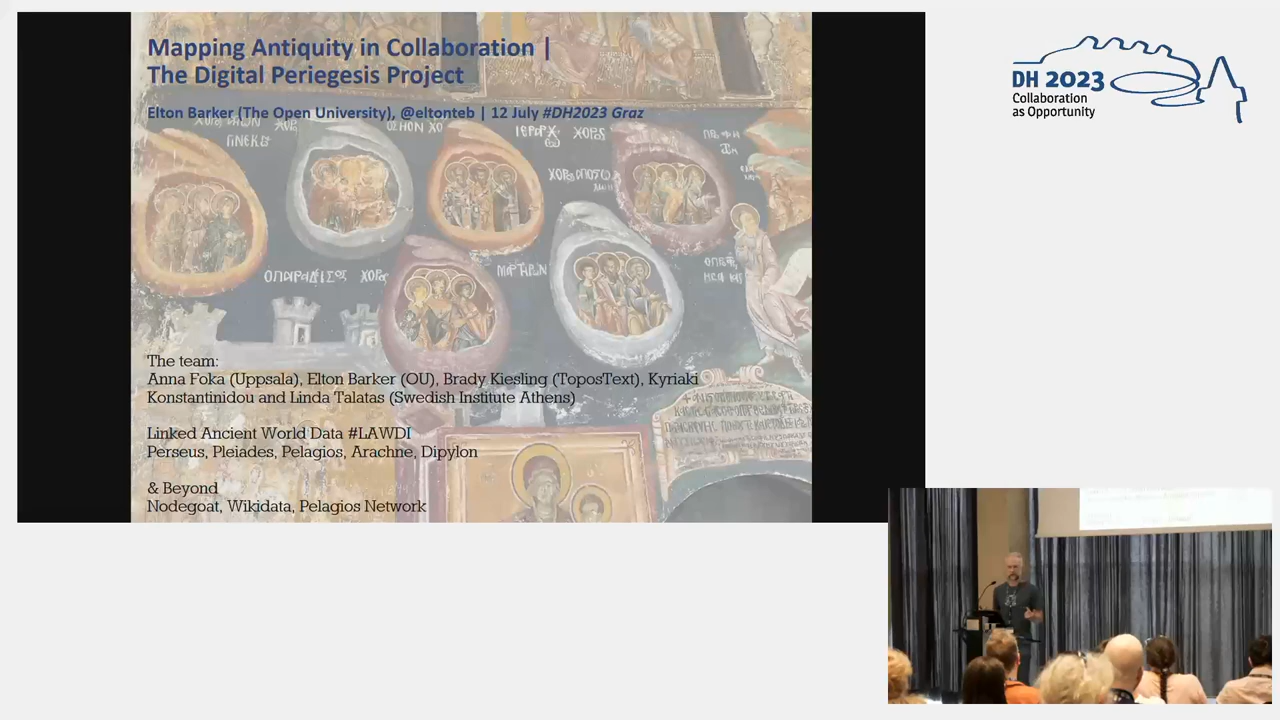 Mapping Antiquity in Collaboration |
The Digital Periegesis Project
Elton Barker (The Open University), @eltonteb | 12 July #DH2023 Graz
The team:
Anna Foka (Uppsala), Elton Barker (OU), Brady Kiesling (ToposText), Kyriaki
Konstantinidou and Linda Talatas (Swedish Institute Athens)
Linked Ancient World Data #LAWDI
Perseus, Pleiades, Pelagios, Arachne, Dipylon
& Beyond
Nodegoat, Wikidata, Pelagios Network
DH 2023
Collaboration
as Opportunity